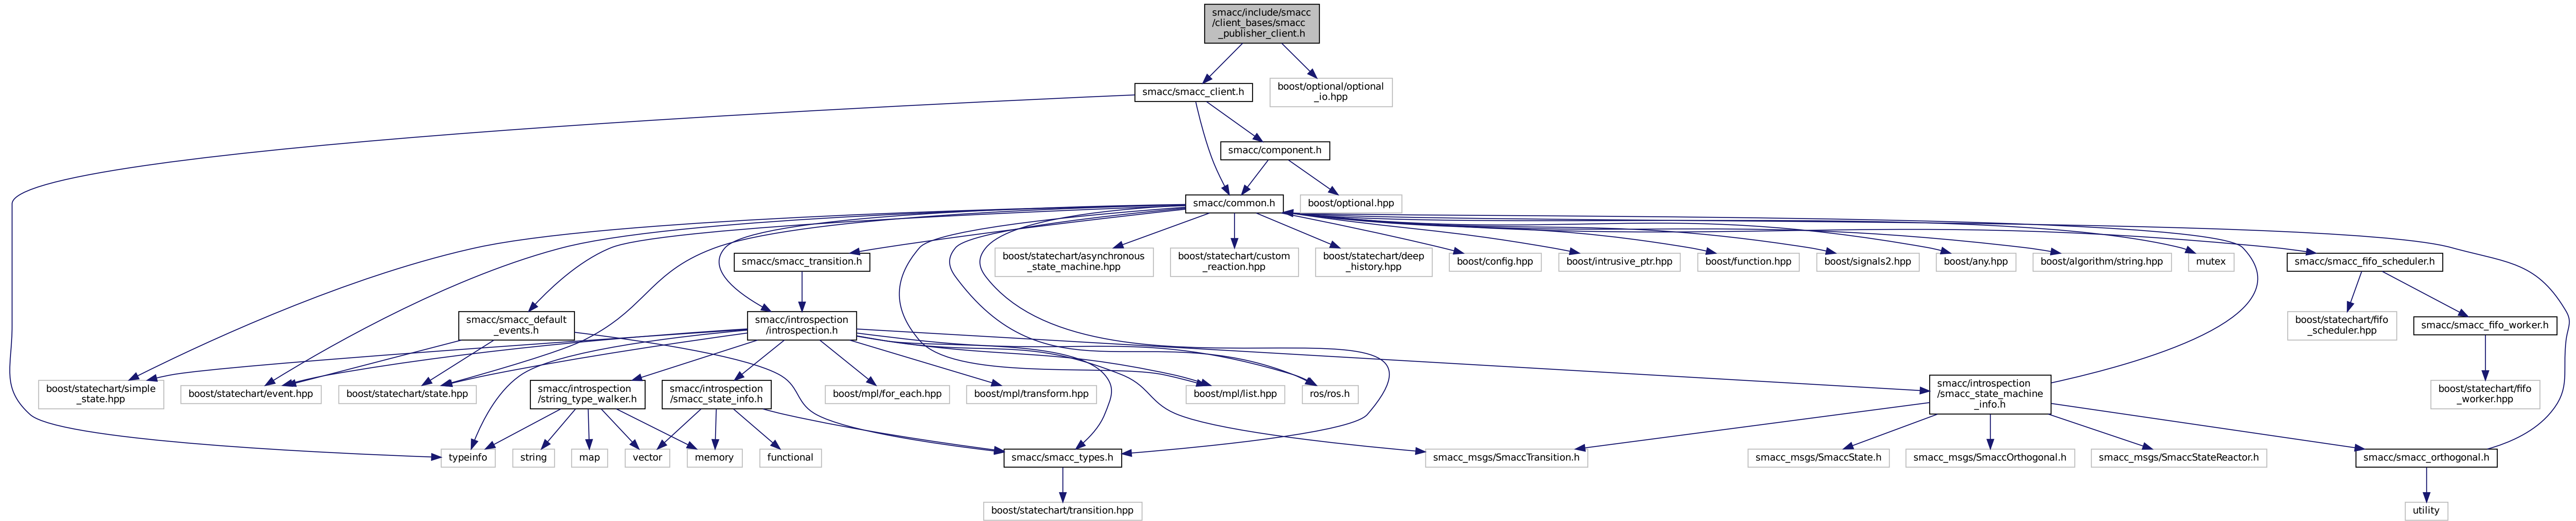 smacc/include/smacc
/client_bases/smacc
_publisher_client.h
smacc/smacc_client.h
boost/optional/optional
_io.hpp
smacc/component.h
smacc/common.h
boost/optional.hpp
smacc/smacc_transition.h
boost/statechart/asynchronous
_state_machine.hpp
boost/statechart/custom
_reaction.hpp
boost/statechart/deep
_history.hpp
boost/config.hpp
boost/intrusive_ptr.hpp
boost/function.hpp
boost/signals2.hpp
boost/any.hpp
boost/algorithm/string.hpp
mutex
smacc/smacc_fifo_scheduler.h
smacc/smacc_default
_events.h
smacc/introspection
/introspection.h
boost/statechart/fifo
_scheduler.hpp
smacc/smacc_fifo_worker.h
boost/statechart/simple
_state.hpp
boost/statechart/event.hpp
boost/statechart/state.hpp
smacc/introspection
/string_type_walker.h
smacc/introspection
/smacc_state_info.h
boost/mpl/for_each.hpp
boost/mpl/transform.hpp
boost/mpl/list.hpp
ros/ros.h
smacc/introspection
/smacc_state_machine
_info.h
boost/statechart/fifo
_worker.hpp
typeinfo
string
map
vector
memory
functional
smacc/smacc_types.h
smacc_msgs/SmaccTransition.h
smacc_msgs/SmaccState.h
smacc_msgs/SmaccOrthogonal.h
smacc_msgs/SmaccStateReactor.h
smacc/smacc_orthogonal.h
boost/statechart/transition.hpp
utility